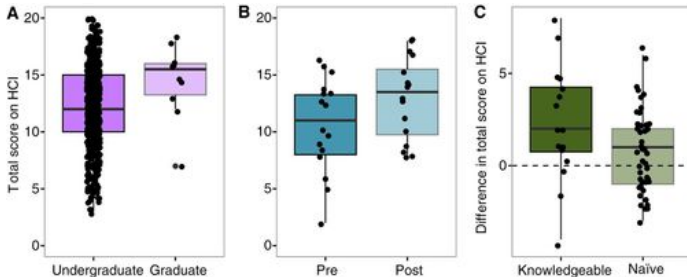 A
Total score on HCI
20
15
10
5
0
Undergraduate Graduate
B
20
15
10
5
0
Pre Post
C
Difference in total score on HCI
5
0
Knowledgeable Naïve